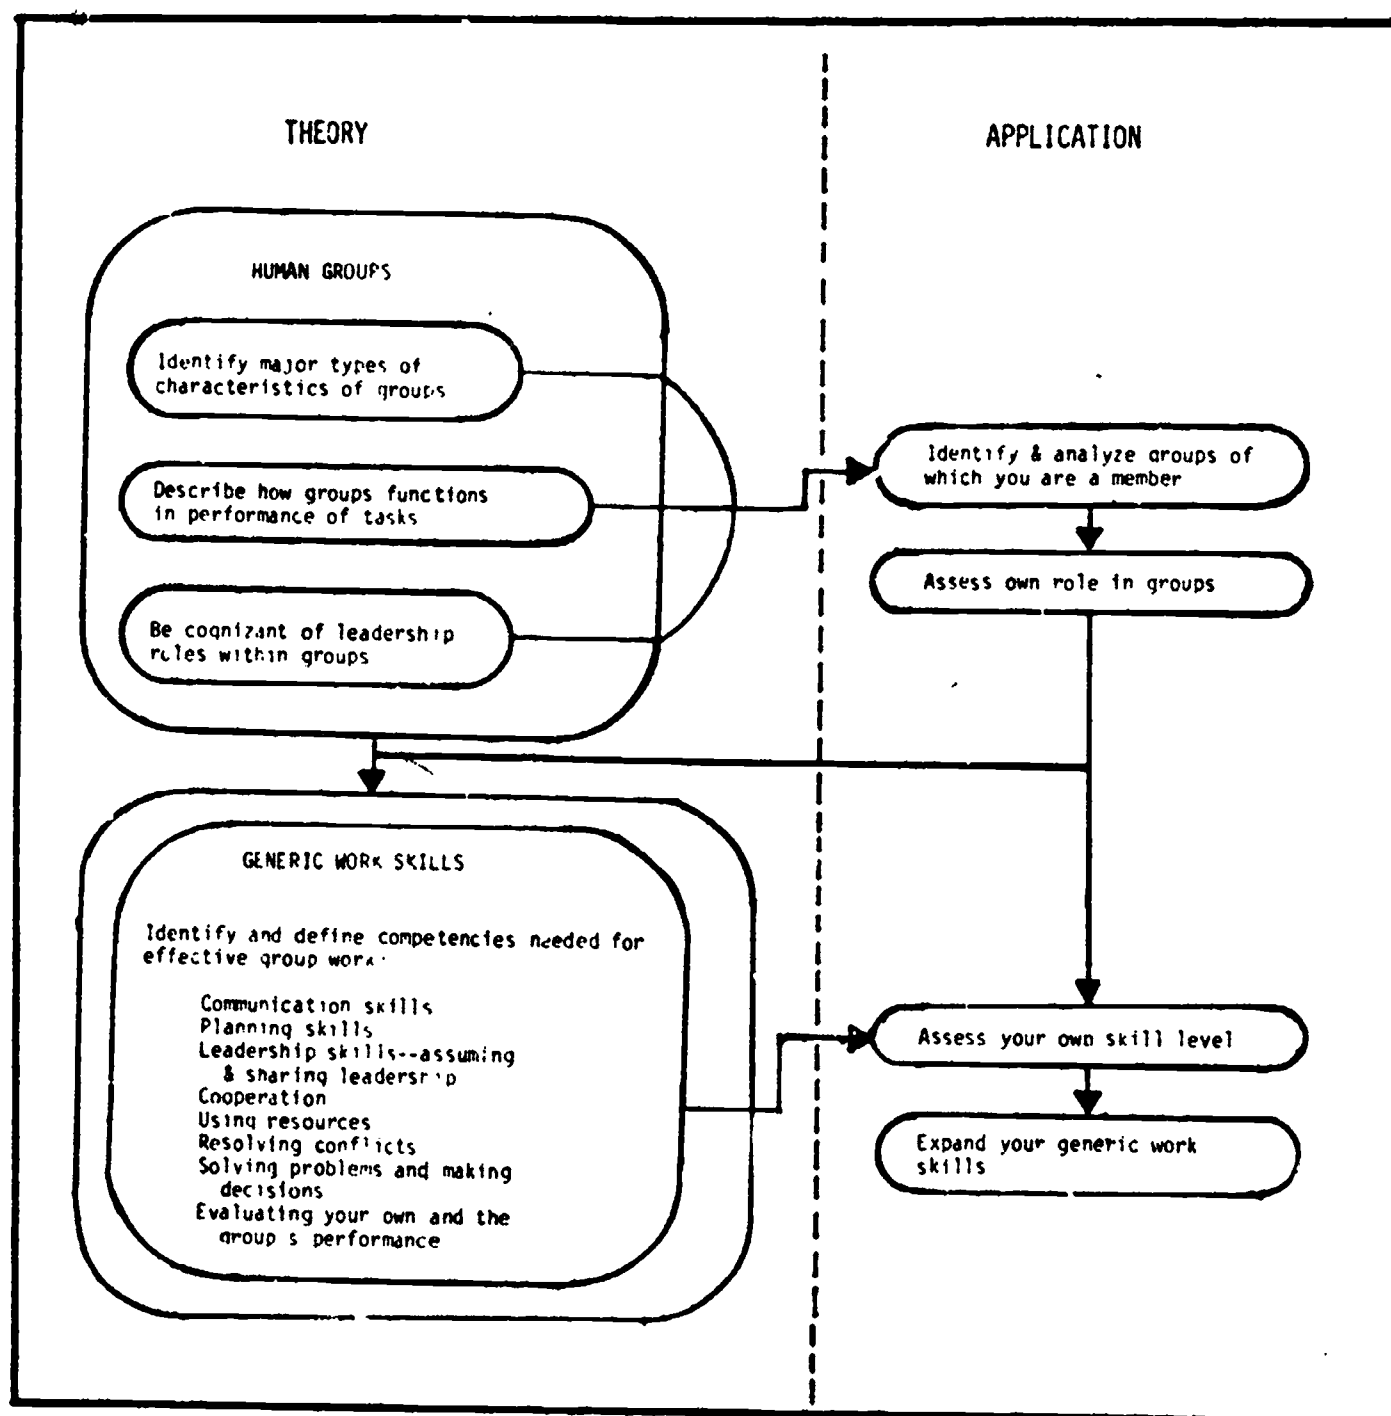 THEORY
HUMAN GROUPS
Identify major types of
characteristics of groups
Describe how groups functions
in performance of tasks
Be cognizant of leadership
roles within groups
GENERIC WORK SKILLS
Identify and define competencies needed for
effective group work:
Communication skills
Planning skills
Leadership skills--assuming
& sharing leadership
Cooperation
Using resources
Resolving conflicts
Solving problems and making
decisions
Evaluating your own and the
group's performance
APPLICATION
Identify & analyze groups of
which you are a member
Assess own role in groups
Assess your own skill level
Expand your generic work
skills